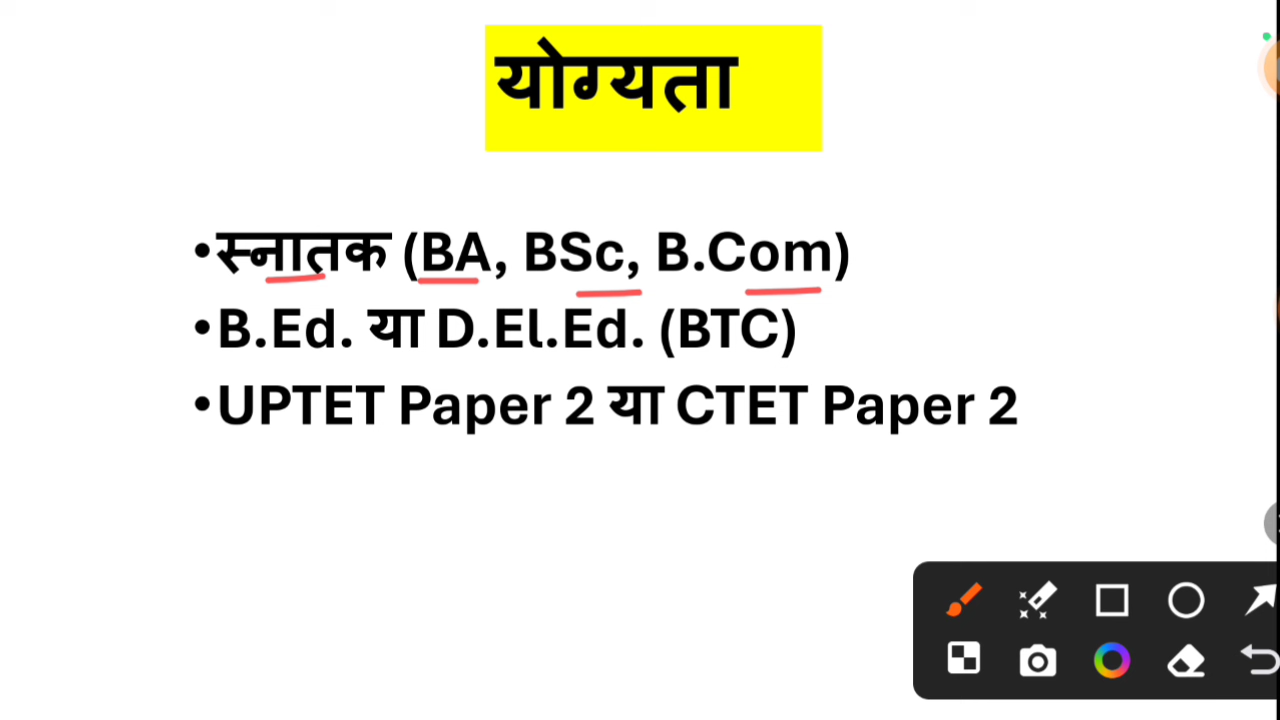 योग्यता
•स्नातक (BA, BSc, B.Com)
•B.Ed. या D.El.Ed. (BTC)
•UPTET Paper 2 या CTET Paper 2